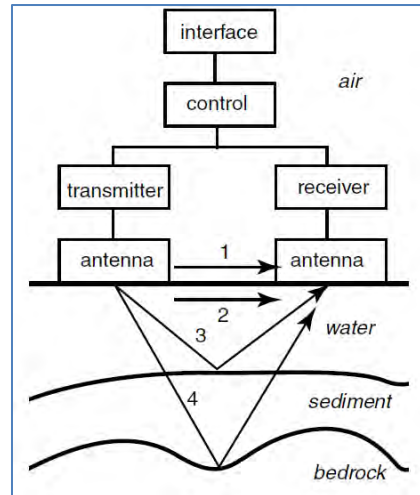 interface
air
control
transmitter
receiver
antenna
1
antenna
2
3
water
4
sediment
bedrock